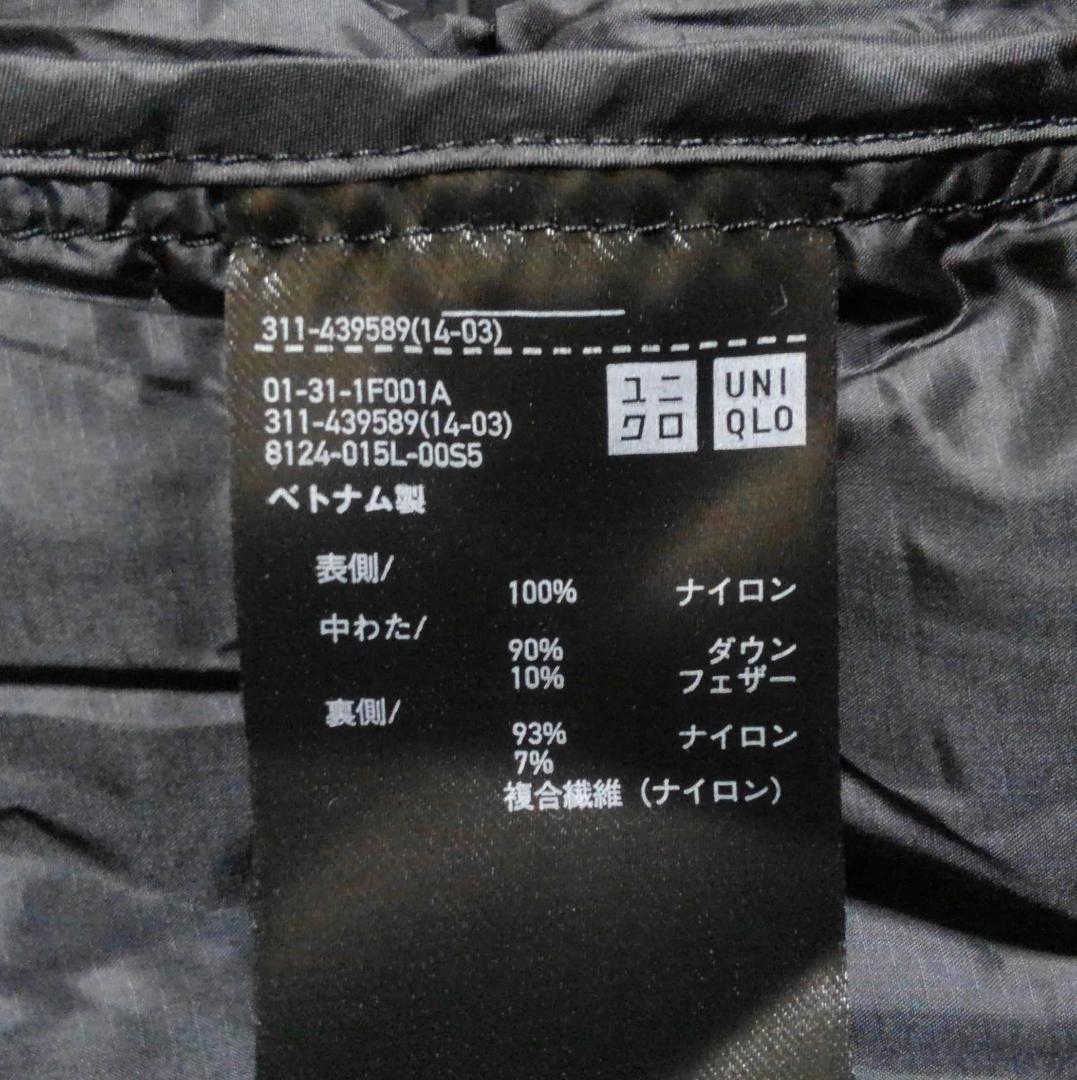 311-439589(14-03)
01-31-1F001A
311-439589(14-03)
8124-015L-00S5
ユニ
クロ
UNI
QLO
ベトナム製
表側/
100% ナイロン
中わた/
90% ダウン
10% フェザー
裏側/
93% ナイロン
7%
複合繊維(ナイロン)